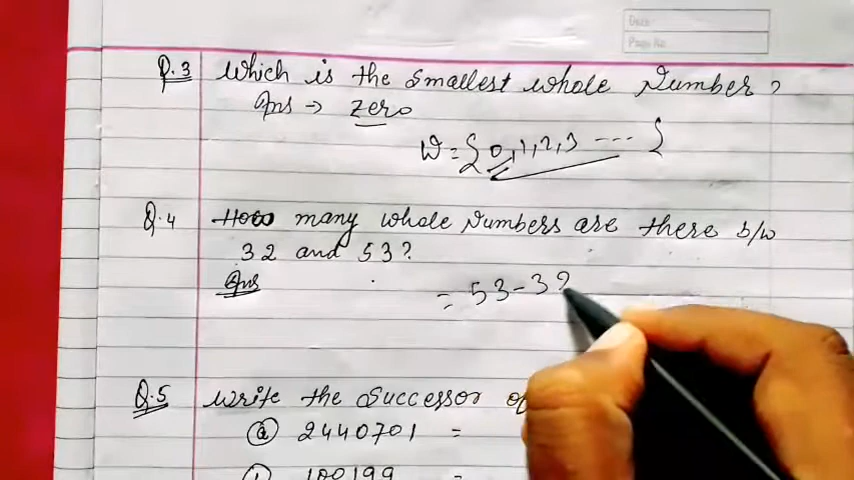 Date
Page No.
Q.3 Which is the smallest whole Number?
Ans → zero
W = { 0, 1, 2, 3 ---- }
Q.4 How many whole Numbers are there b/w
32 and 53?
Ans
= 53 - 32
Q.5 Write the Successor of
(a) 2440701 =
100199 =